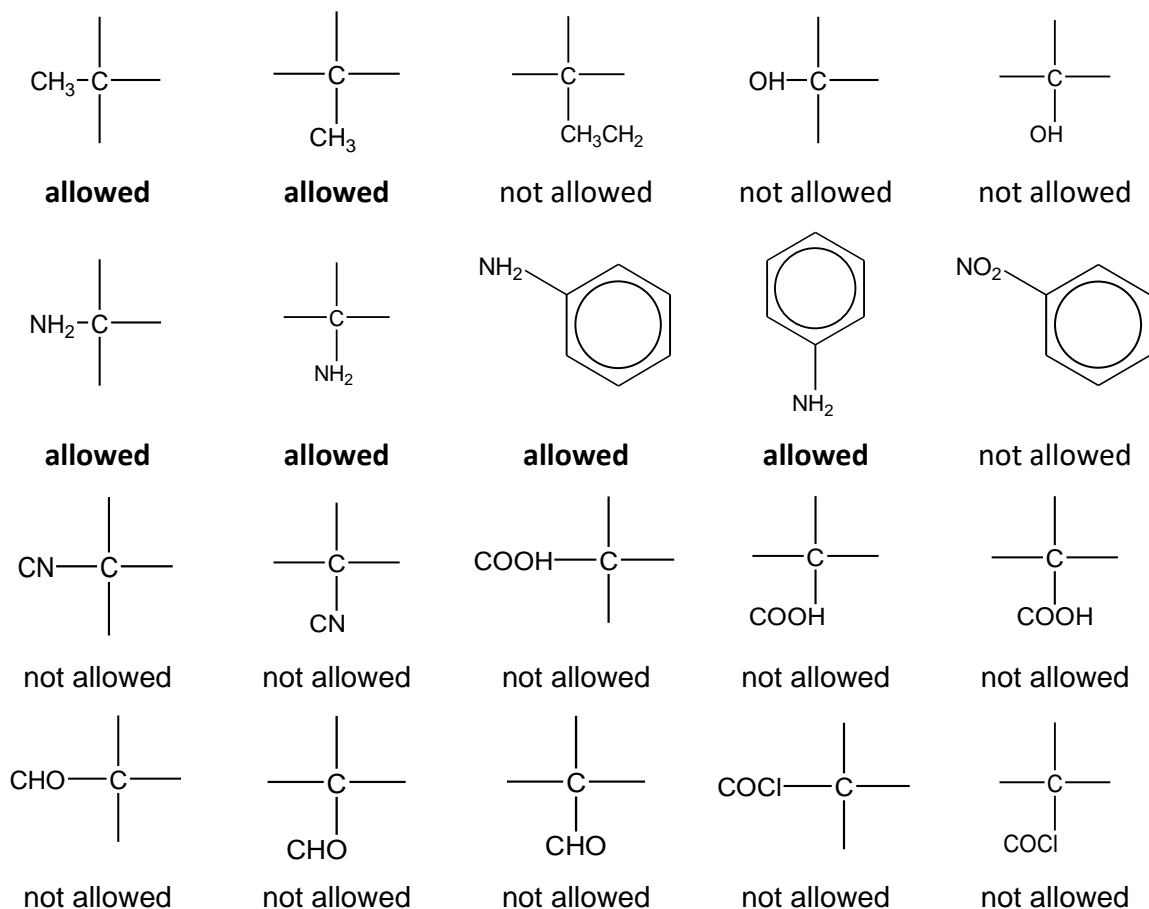 CH₃ C C C OH C C
CH₃ CH₃CH₂ OH
allowed allowed not allowed not allowed not allowed
NH₂ C C NH₂ NO₂
NH₂ NH₂
allowed allowed allowed allowed not allowed
CN C C COOH C C C
CN COOH COOH
not allowed not allowed not allowed not allowed not allowed
CHO C C C COCl C C
CHO CHO COCl
not allowed not allowed not allowed not allowed not allowed